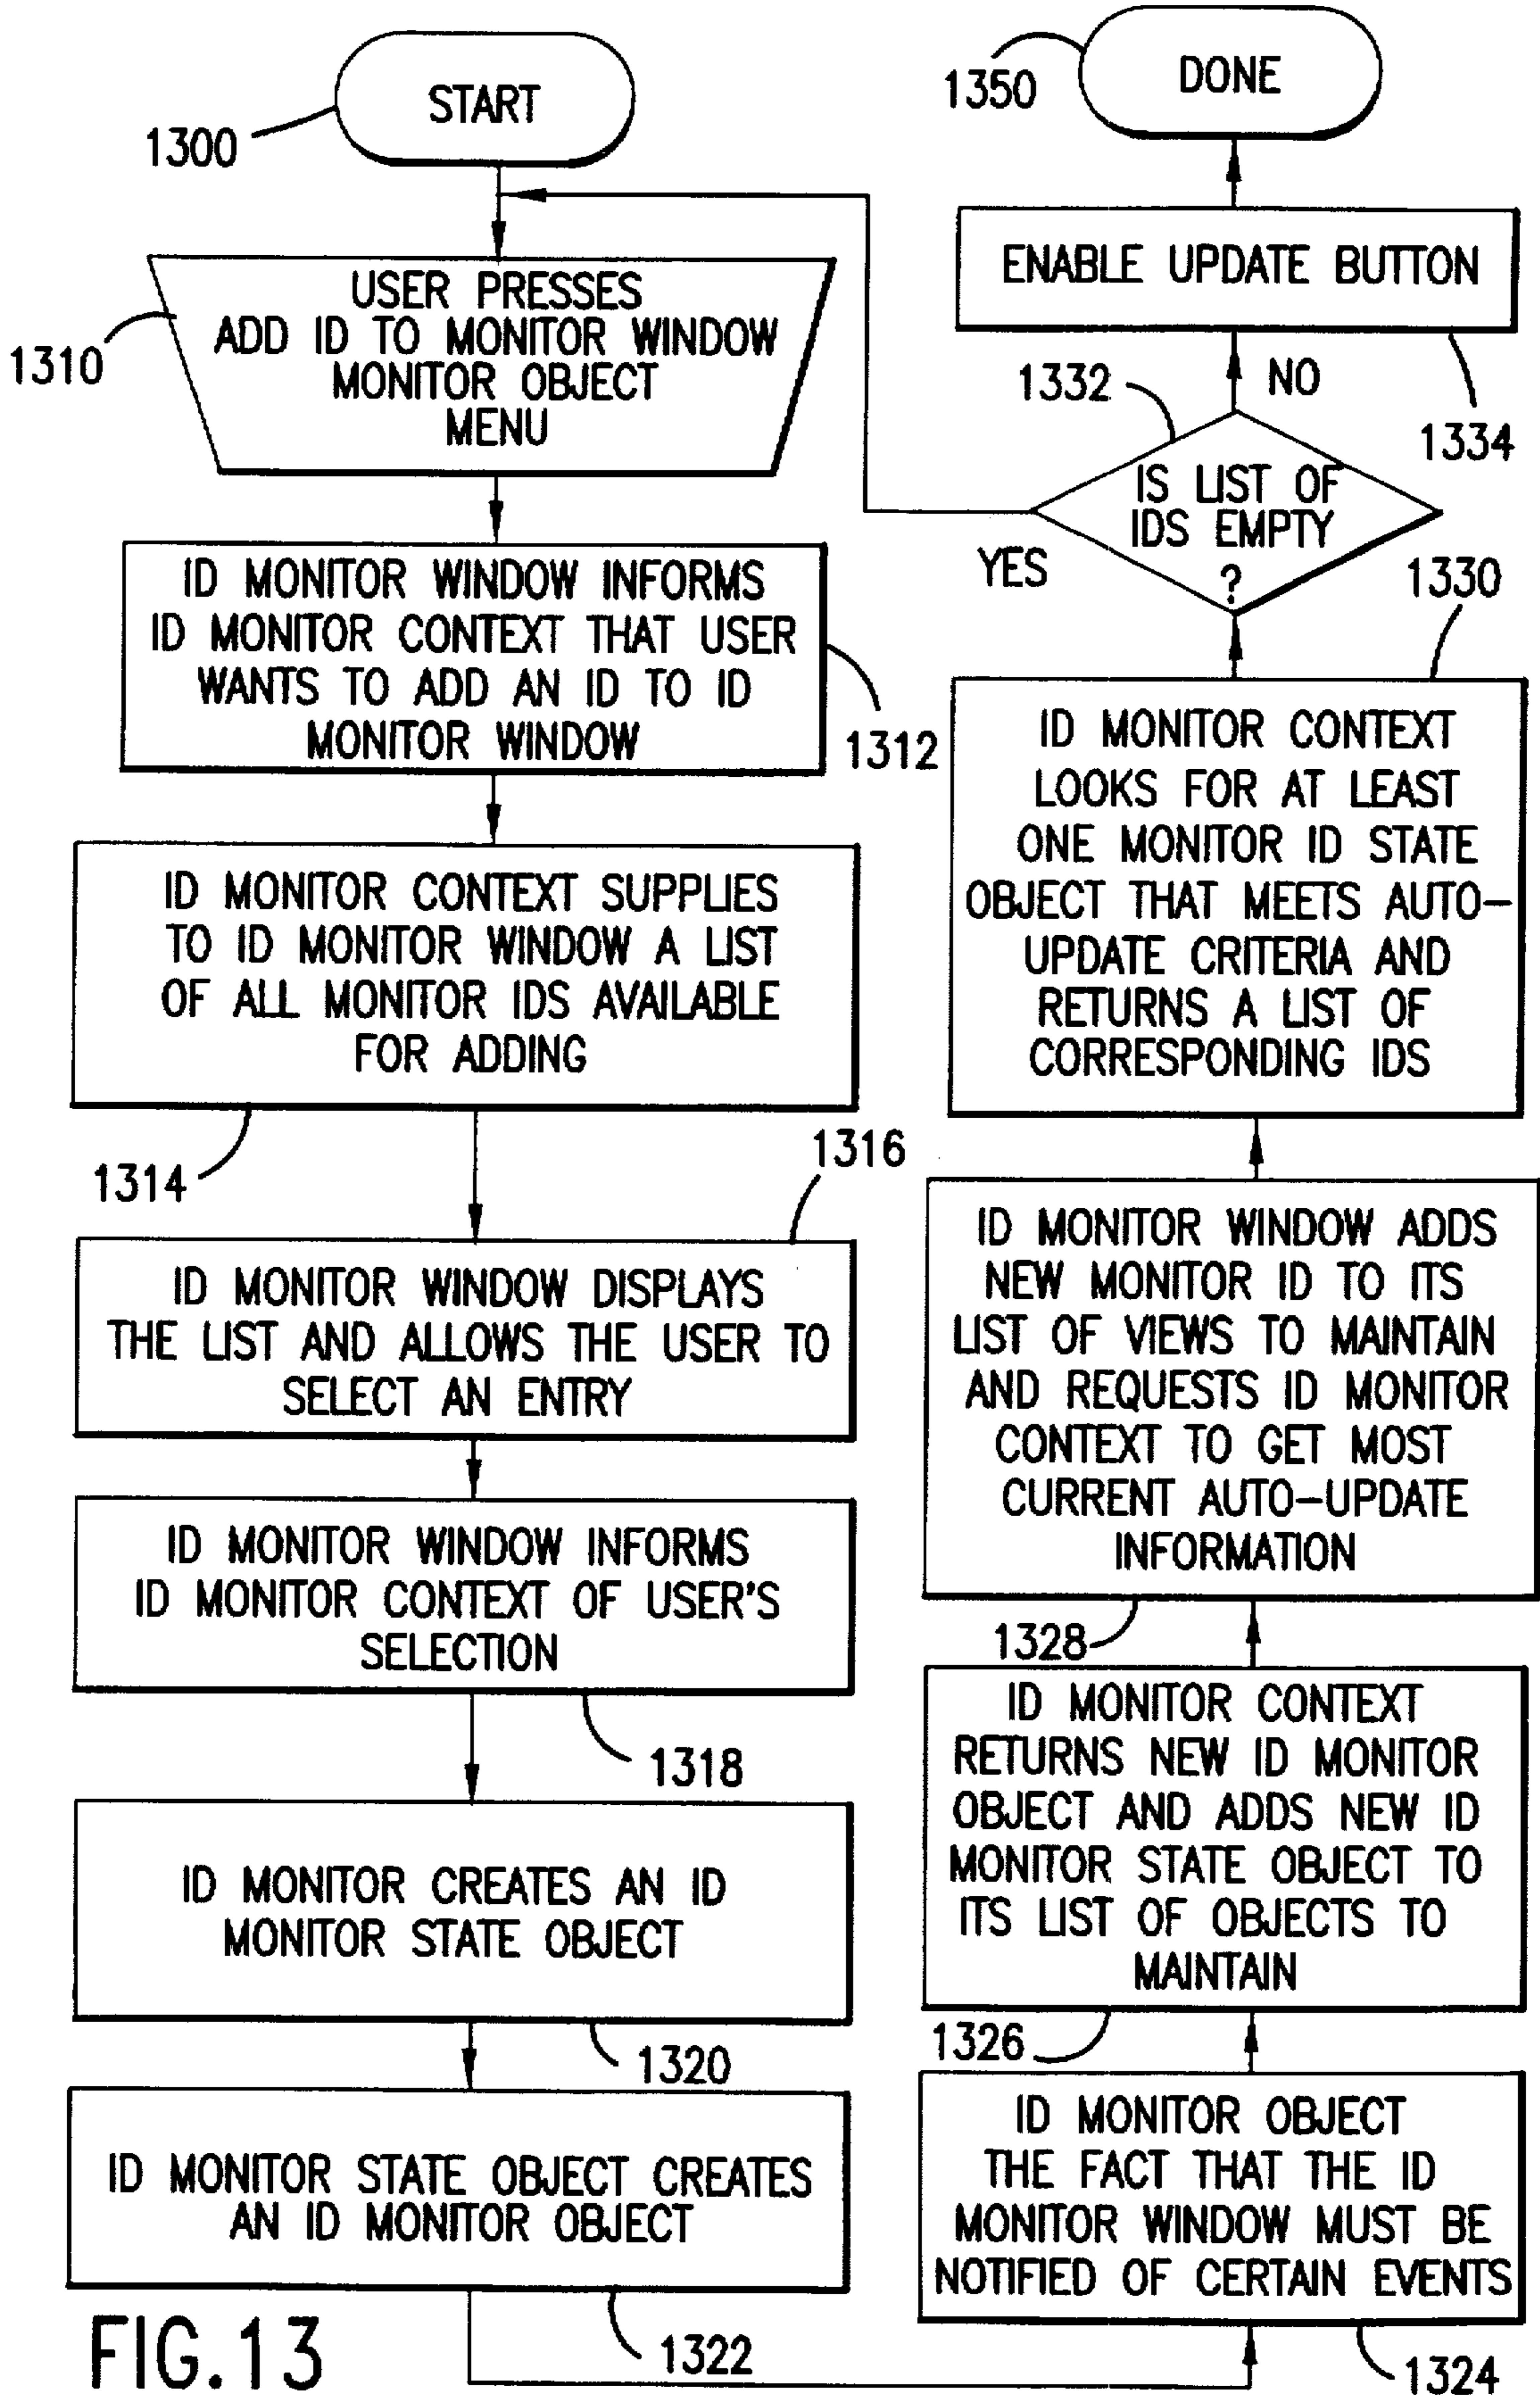 START
1300
USER PRESSES
ADD ID TO MONITOR WINDOW
MONITOR OBJECT
MENU
1310
ID MONITOR WINDOW INFORMS
ID MONITOR CONTEXT THAT USER
WANTS TO ADD AN ID TO ID
MONITOR WINDOW
1312
ID MONITOR CONTEXT SUPPLIES
TO ID MONITOR WINDOW A LIST
OF ALL MONITOR IDS AVAILABLE
FOR ADDING
1314
1316
ID MONITOR WINDOW DISPLAYS
THE LIST AND ALLOWS THE USER TO
SELECT AN ENTRY
ID MONITOR WINDOW INFORMS
ID MONITOR CONTEXT OF USER'S
SELECTION
1318
ID MONITOR CREATES AN ID
MONITOR STATE OBJECT
1320
ID MONITOR STATE OBJECT CREATES
AN ID MONITOR OBJECT
1322
ID MONITOR OBJECT
THE FACT THAT THE ID
MONITOR WINDOW MUST BE
NOTIFIED OF CERTAIN EVENTS
1324
ID MONITOR CONTEXT
RETURNS NEW ID MONITOR
OBJECT AND ADDS NEW ID
MONITOR STATE OBJECT TO
ITS LIST OF OBJECTS TO
MAINTAIN
1326
ID MONITOR WINDOW ADDS
NEW MONITOR ID TO ITS
LIST OF VIEWS TO MAINTAIN
AND REQUESTS ID MONITOR
CONTEXT TO GET MOST
CURRENT AUTO-UPDATE
INFORMATION
1328
ID MONITOR CONTEXT
LOOKS FOR AT LEAST
ONE MONITOR ID STATE
OBJECT THAT MEETS AUTO-
UPDATE CRITERIA AND
RETURNS A LIST OF
CORRESPONDING IDS
1330
IS LIST OF
IDS EMPTY
?
1332
YES
NO
ENABLE UPDATE BUTTON
1334
DONE
1350
FIG.13